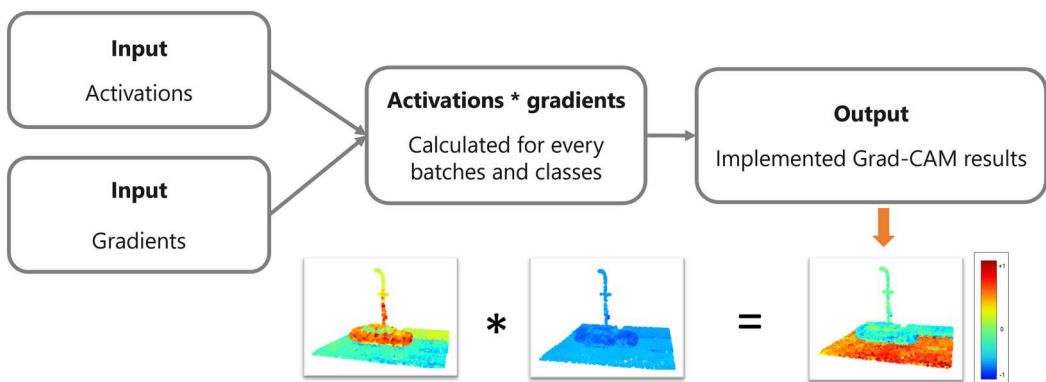 Input
Activations
Input
Gradients
Activations * gradients
Calculated for every
batches and classes
Output
Implemented Grad-CAM results
*
=
+1
0
-1